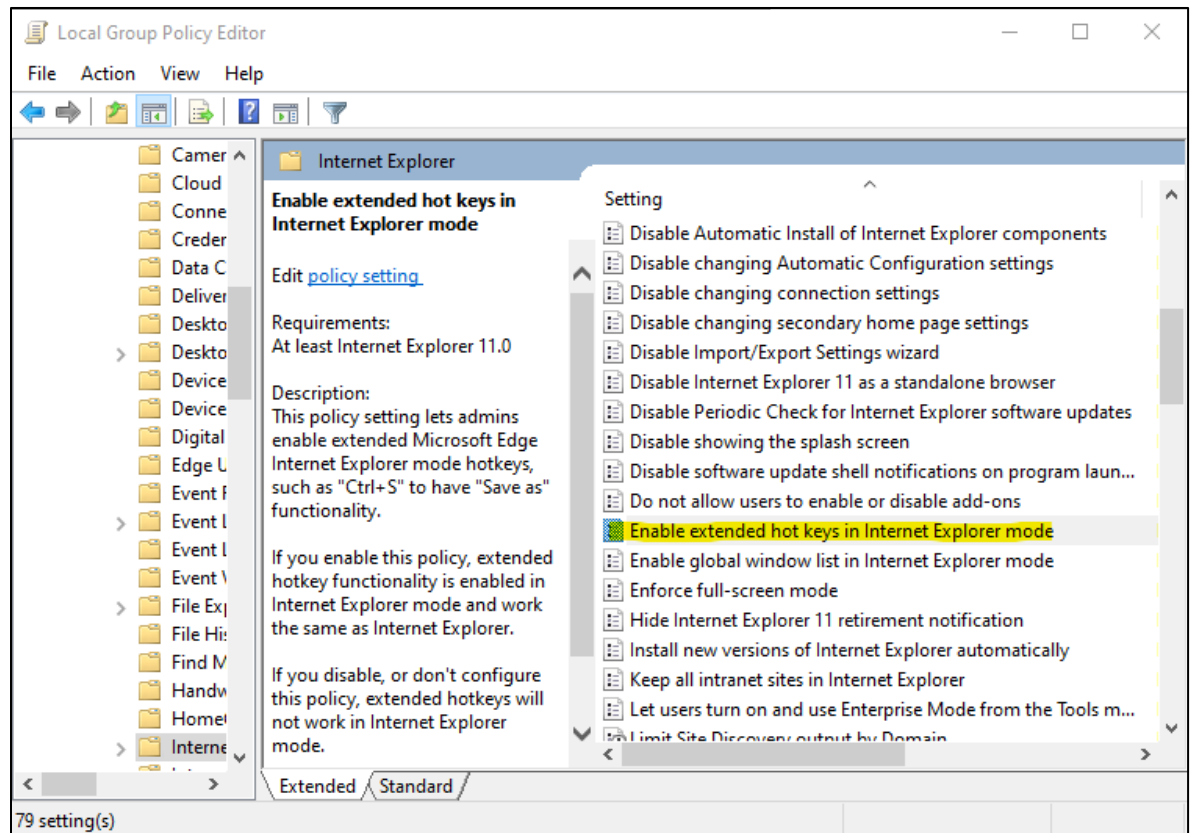 Local Group Policy Editor
File Action View Help
Camer
Cloud
Conne
Creder
Data C
Deliver
Deskto
Deskto
Device
Device
Digital
Edge U
Event F
Event L
Event L
Event V
File Exp
File His
Find M
Handw
Home
Interne
Internet Explorer
Enable extended hot keys in
Internet Explorer mode
Edit policy setting
Requirements:
At least Internet Explorer 11.0
Description:
This policy setting lets admins
enable extended Microsoft Edge
Internet Explorer mode hotkeys,
such as "Ctrl+S" to have "Save as"
functionality.
If you enable this policy, extended
hotkey functionality is enabled in
Internet Explorer mode and work
the same as Internet Explorer.
If you disable, or don't configure
this policy, extended hotkeys will
not work in Internet Explorer
mode.
Setting
Disable Automatic Install of Internet Explorer components
Disable changing Automatic Configuration settings
Disable changing connection settings
Disable changing secondary home page settings
Disable Import/Export Settings wizard
Disable Internet Explorer 11 as a standalone browser
Disable Periodic Check for Internet Explorer software updates
Disable showing the splash screen
Disable software update shell notifications on program laun...
Do not allow users to enable or disable add-ons
Enable extended hot keys in Internet Explorer mode
Enable global window list in Internet Explorer mode
Enforce full-screen mode
Hide Internet Explorer 11 retirement notification
Install new versions of Internet Explorer automatically
Keep all intranet sites in Internet Explorer
Let users turn on and use Enterprise Mode from the Tools m...
Limit Site Discovery output by Domain
Extended Standard
79 setting(s)